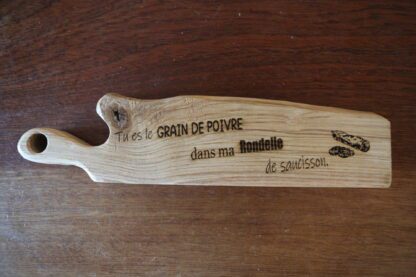 Tu es le GRAIN DE POIVRE
dans ma Rondelle
de saucisson.